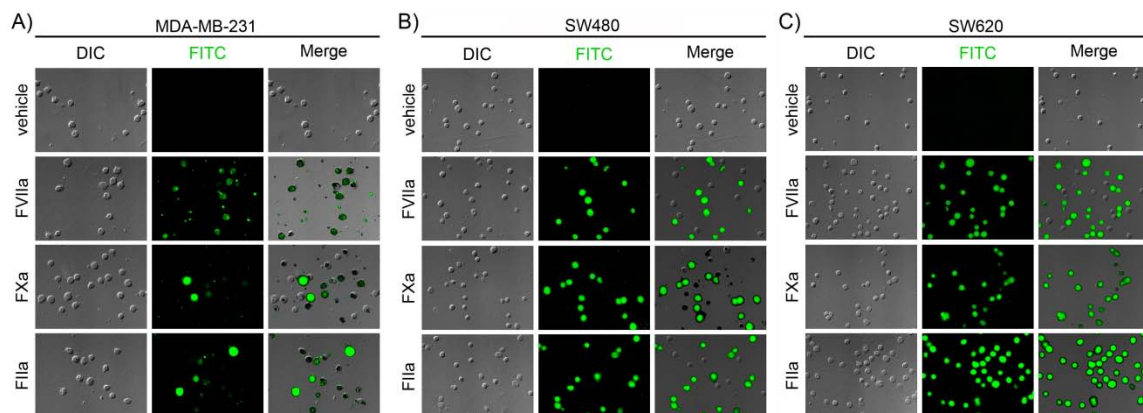 A) MDA-MB-231
DIC FITC Merge
vehicle
FVIIa
FXa
FIIa
B) SW480
DIC FITC Merge
vehicle
FVIIa
FXa
FIIa
C) SW620
DIC FITC Merge
vehicle
FVIIa
FXa
FIIa